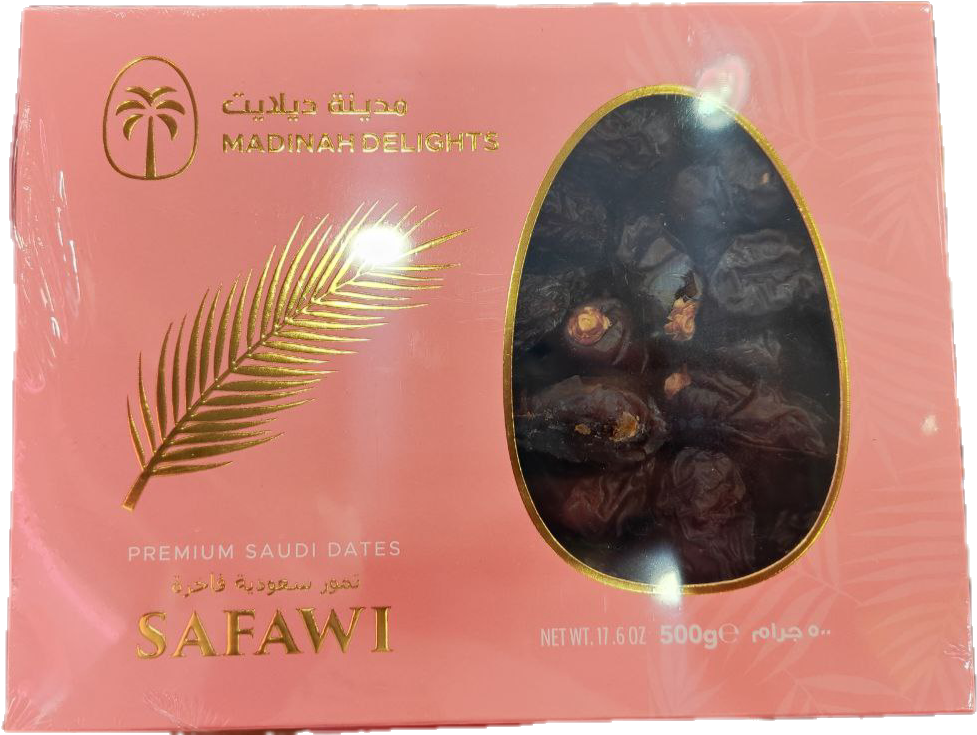 مدينة ديلايت
MADINAH DELIGHTS
PREMIUM SAUDI DATES
تمور سعودية فاخرة
SAFAWI
NET WT. 17.6 OZ 500g℮ ٥٠٠ جرام